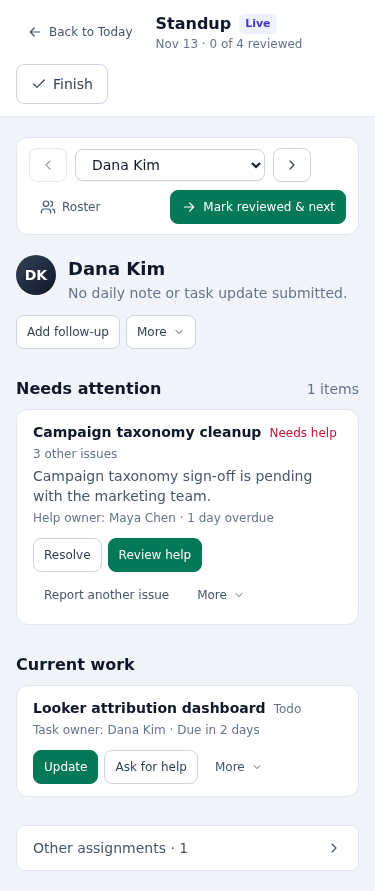 Back to Today
Standup Live
Nov 13 · 0 of 4 reviewed
Finish
Dana Kim
Roster
Mark reviewed & next
DK
Dana Kim
No daily note or task update submitted.
Add follow-up
More
Needs attention
1 items
Campaign taxonomy cleanup Needs help
3 other issues
Campaign taxonomy sign-off is pending
with the marketing team.
Help owner: Maya Chen · 1 day overdue
Resolve
Review help
Report another issue
More
Current work
Looker attribution dashboard Todo
Task owner: Dana Kim · Due in 2 days
Update
Ask for help
More
Other assignments · 1